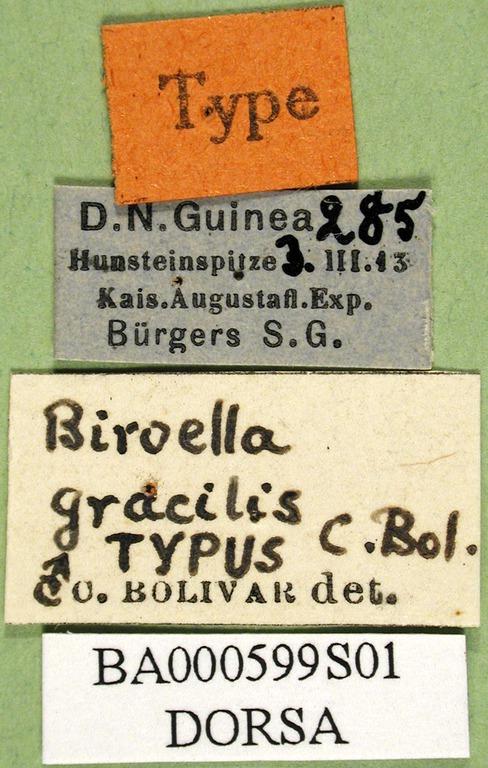 Type
D.N.Guinea 285
Hunsteinspitze 3. III.13
Kais.Augustafl.Exp.
Bürgers S.G.
Biroella
gracilis
TYPUS C.Bol.
♂ C. BOLIVAR det.
BA000599S01
DORSA